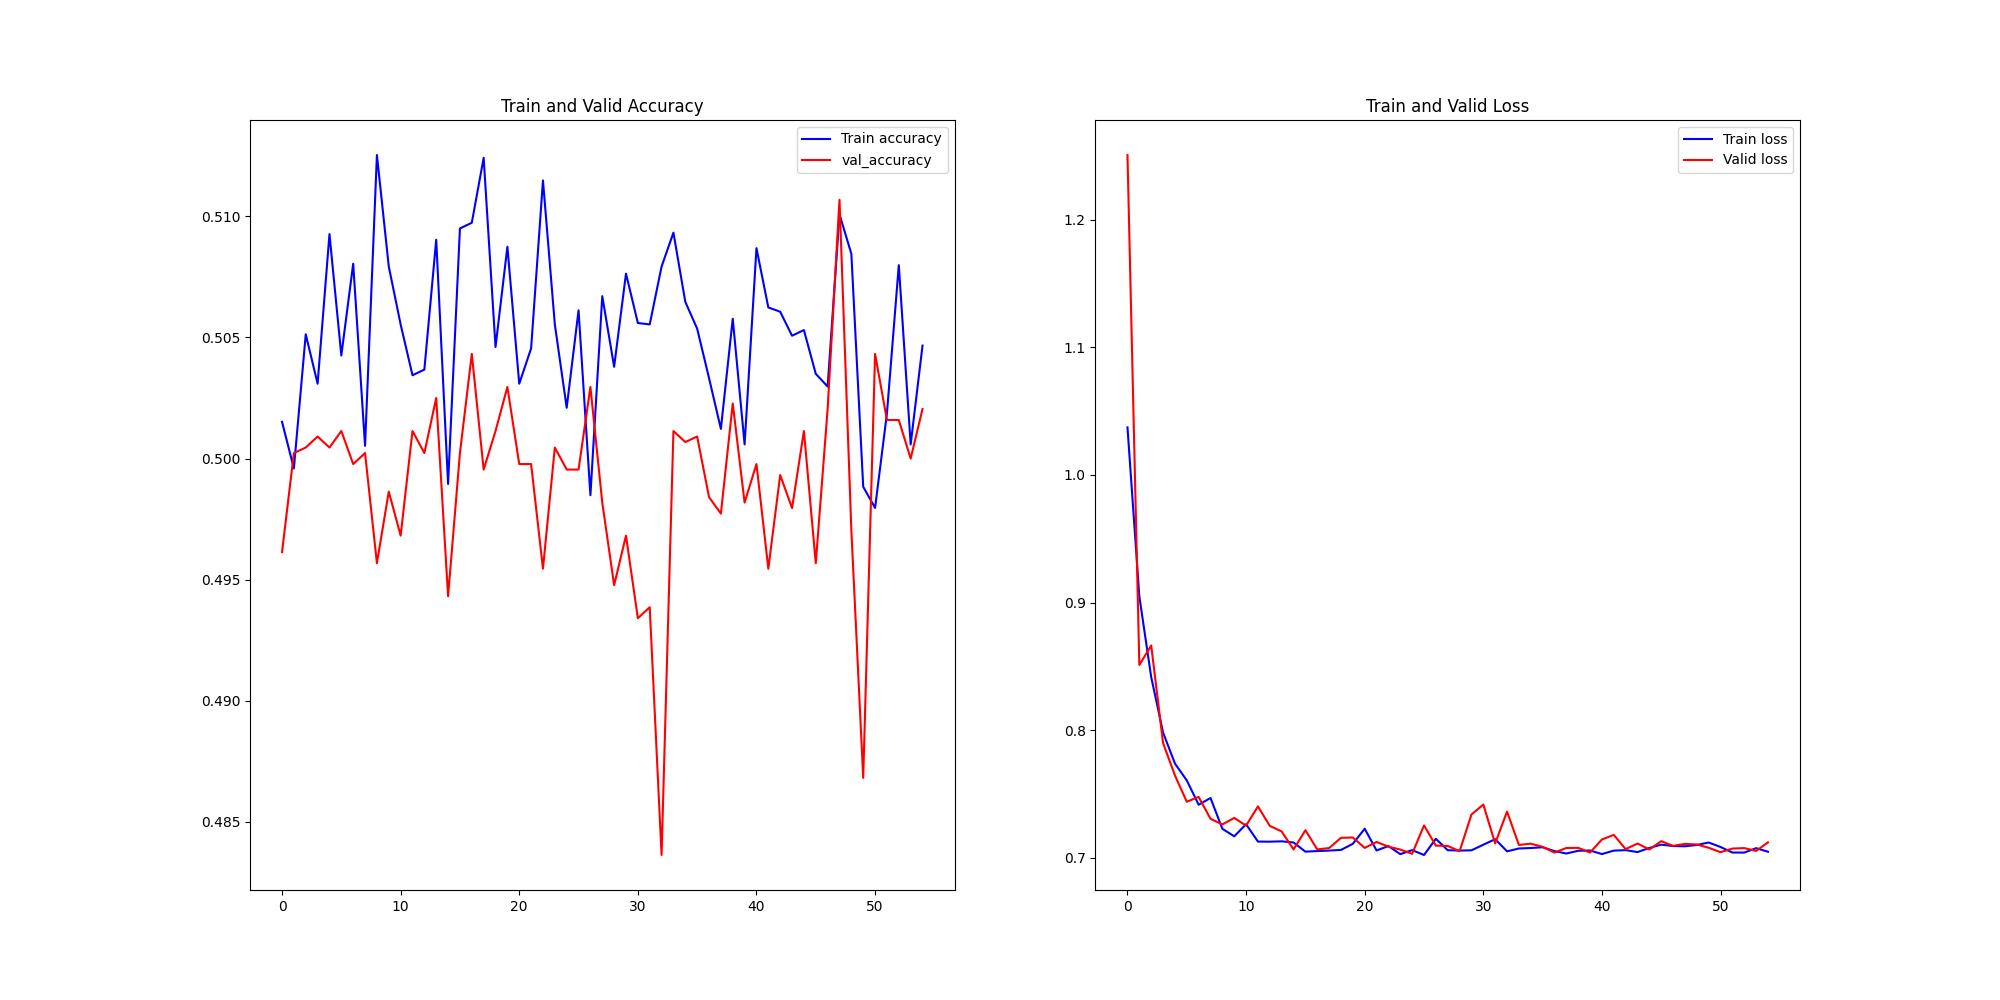 Train and Valid Accuracy
Train accuracy
val_accuracy
0.510
0.505
0.500
0.495
0.490
0.485
0 10 20 30 40 50
Train and Valid Loss
Train loss
Valid loss
1.2
1.1
1.0
0.9
0.8
0.7
0 10 20 30 40 50